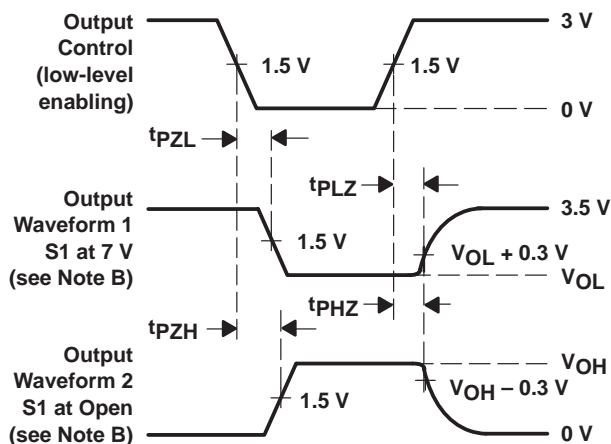 Output
Control
(low-level
enabling)
1.5 V
1.5 V
3 V
0 V
tPZL
tPLZ
Output
Waveform 1
S1 at 7 V
(see Note B)
1.5 V
3.5 V
VOL + 0.3 V
VOL
tPHZ
tPZH
Output
Waveform 2
S1 at Open
(see Note B)
1.5 V
VOH
VOH – 0.3 V
0 V